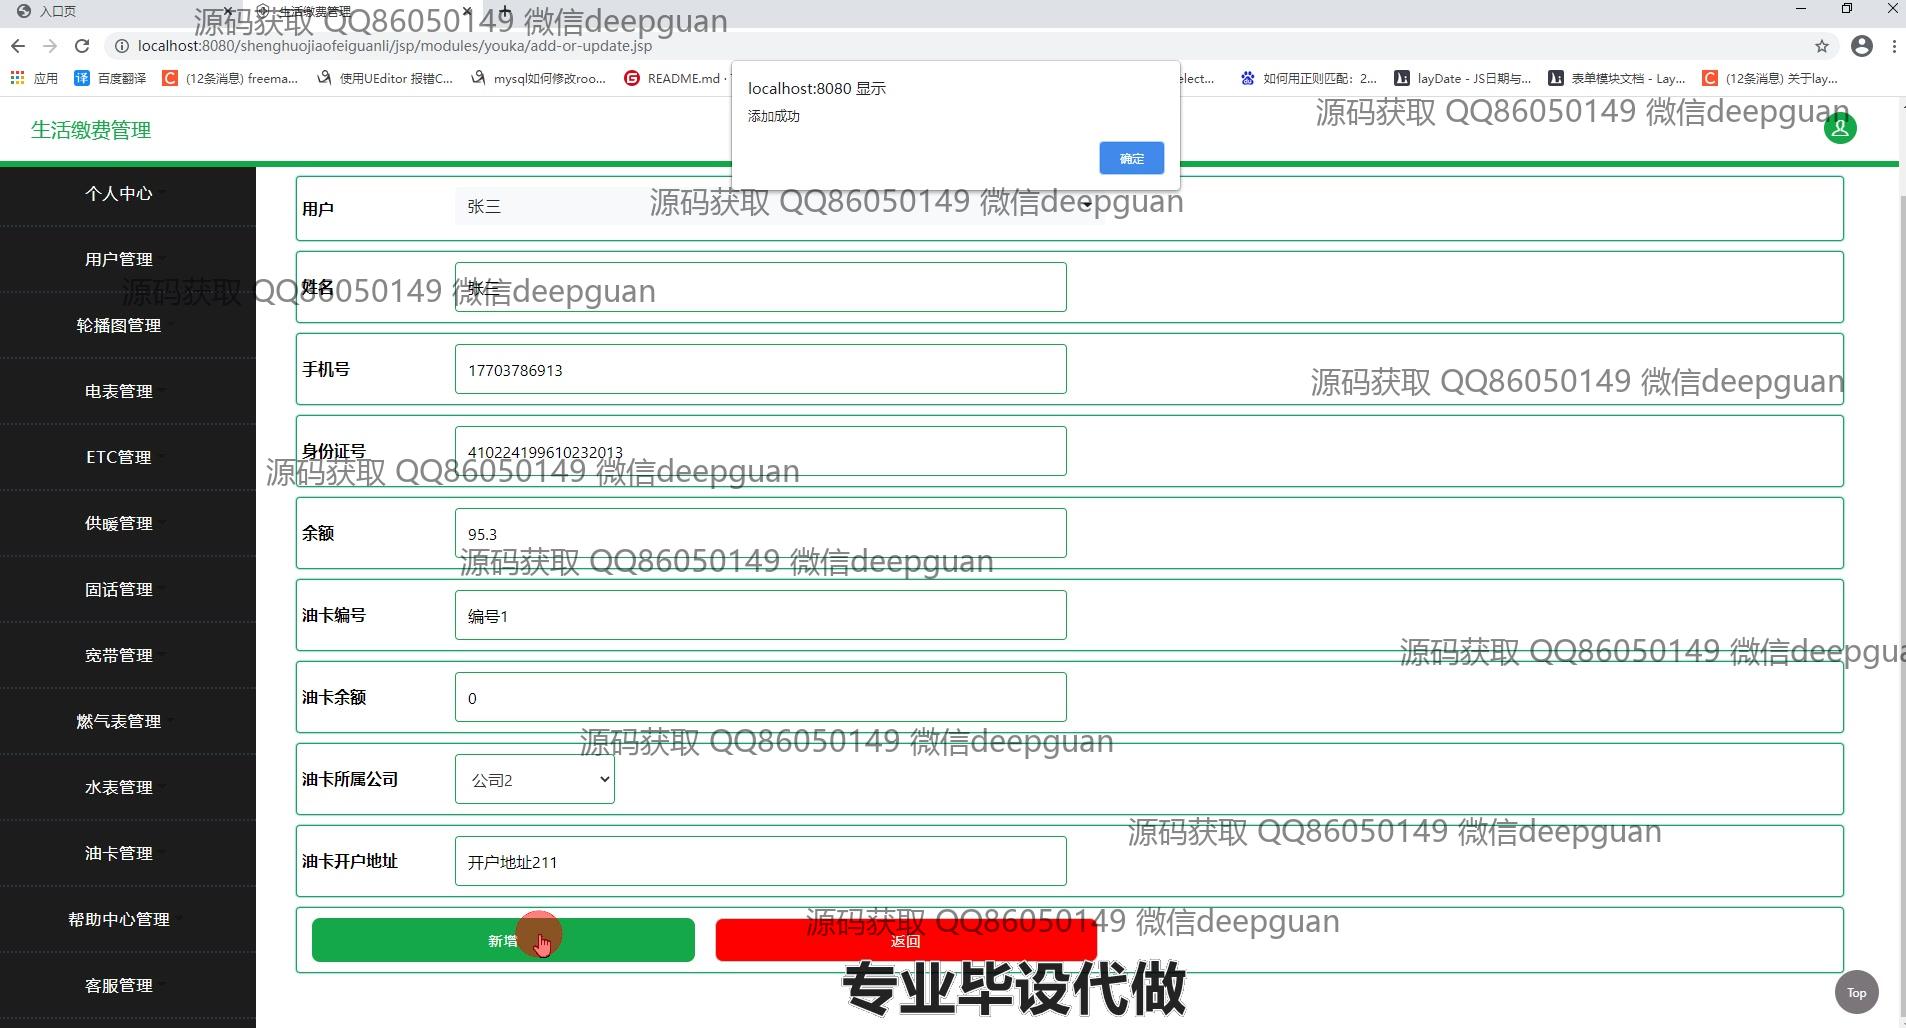 入口页
生活缴费管理
源码获取 QQ86050149 微信deepguan
localhost:8080/shenghuojiaofeiguanli/jsp/modules/youka/add-or-update.jsp
应用
百度翻译
(12条消息) freema...
使用UEditor 报错C...
mysql如何修改roo...
README.md ·
elect...
如何用正则匹配：2...
layDate - JS日期与...
表单模块文档 - Lay...
(12条消息) 关于lay...
localhost:8080 显示
添加成功
确定
生活缴费管理
源码获取 QQ86050149 微信deepguan
个人中心
用户管理
轮播图管理
电表管理
ETC管理
供暖管理
固话管理
宽带管理
燃气表管理
水表管理
油卡管理
帮助中心管理
客服管理
用户 张三
源码获取 QQ86050149 微信deepguan
姓名 张三
源码获取 QQ86050149 微信deepguan
手机号 17703786913
源码获取 QQ86050149 微信deepguan
身份证号 410224199610232013
源码获取 QQ86050149 微信deepguan
余额 95.3
源码获取 QQ86050149 微信deepguan
油卡编号 编号1
源码获取 QQ86050149 微信deepgua
油卡余额 0
源码获取 QQ86050149 微信deepguan
油卡所属公司 公司2
源码获取 QQ86050149 微信deepguan
油卡开户地址 开户地址211
源码获取 QQ86050149 微信deepguan
新增
返回
专业毕设代做
Top